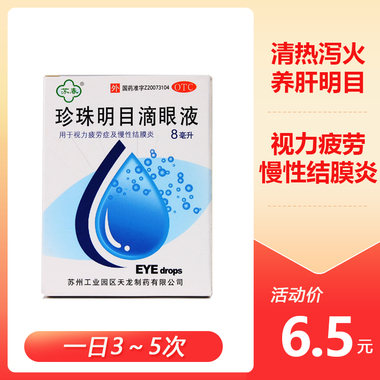 清热泻火
养肝明目
视力疲劳
慢性结膜炎
外 国药准字Z20073104 OTC
珍珠明目滴眼液
用于视力疲劳症及慢性结膜炎 8毫升
EYE drops
苏州工业园区天龙制药有限公司
一日3～5次
活动价
6.5元